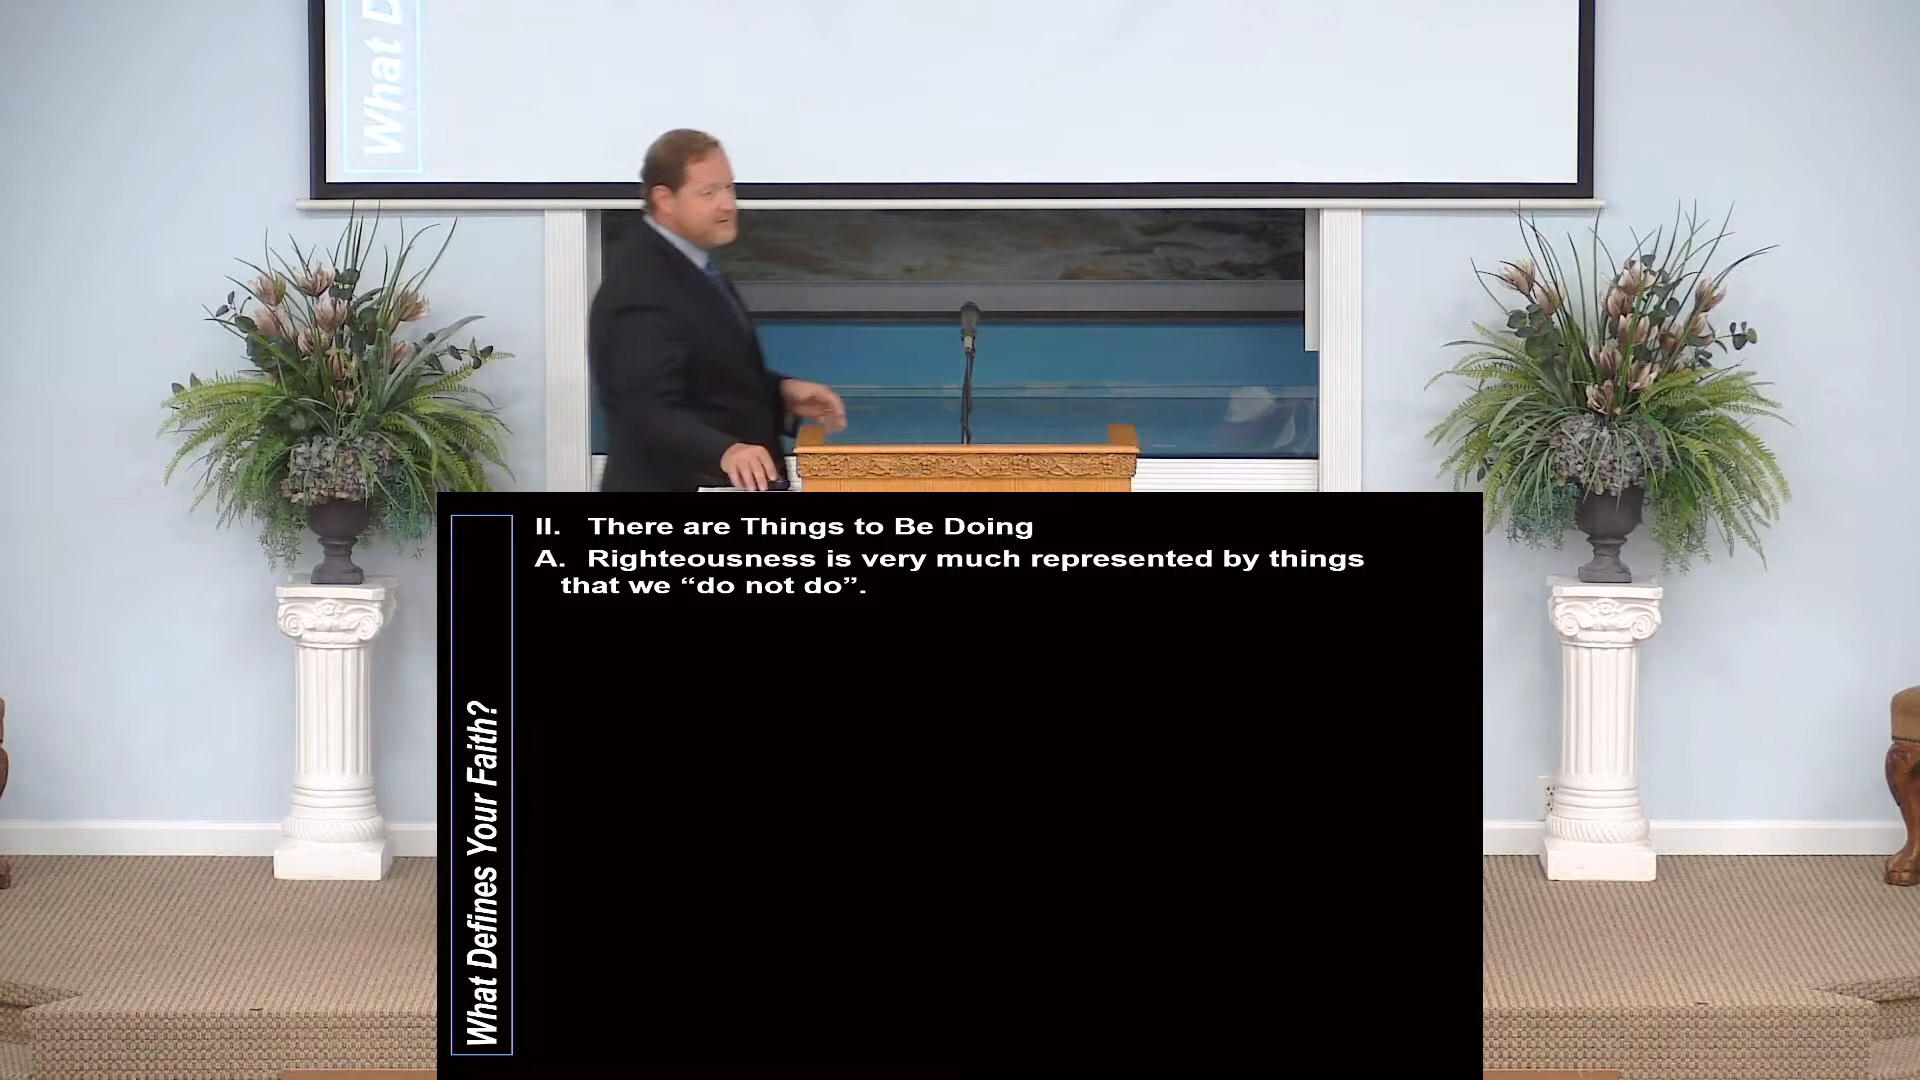 What D
II. There are Things to Be Doing
A. Righteousness is very much represented by things
that we “do not do”.
What Defines Your Faith?